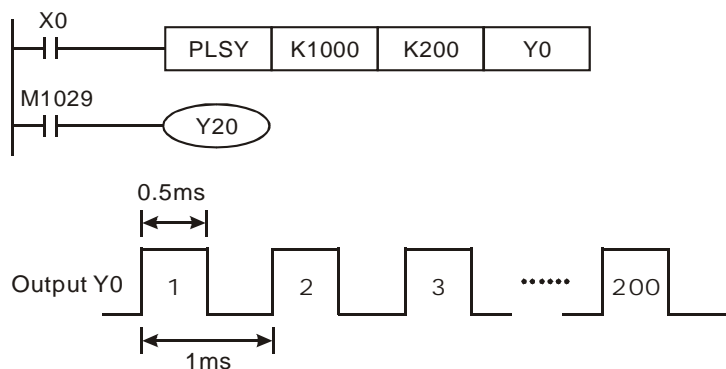 X0
PLSY K1000 K200 Y0
M1029
Y20
0.5ms
Output Y0 1 2 3 ...... 200
1ms